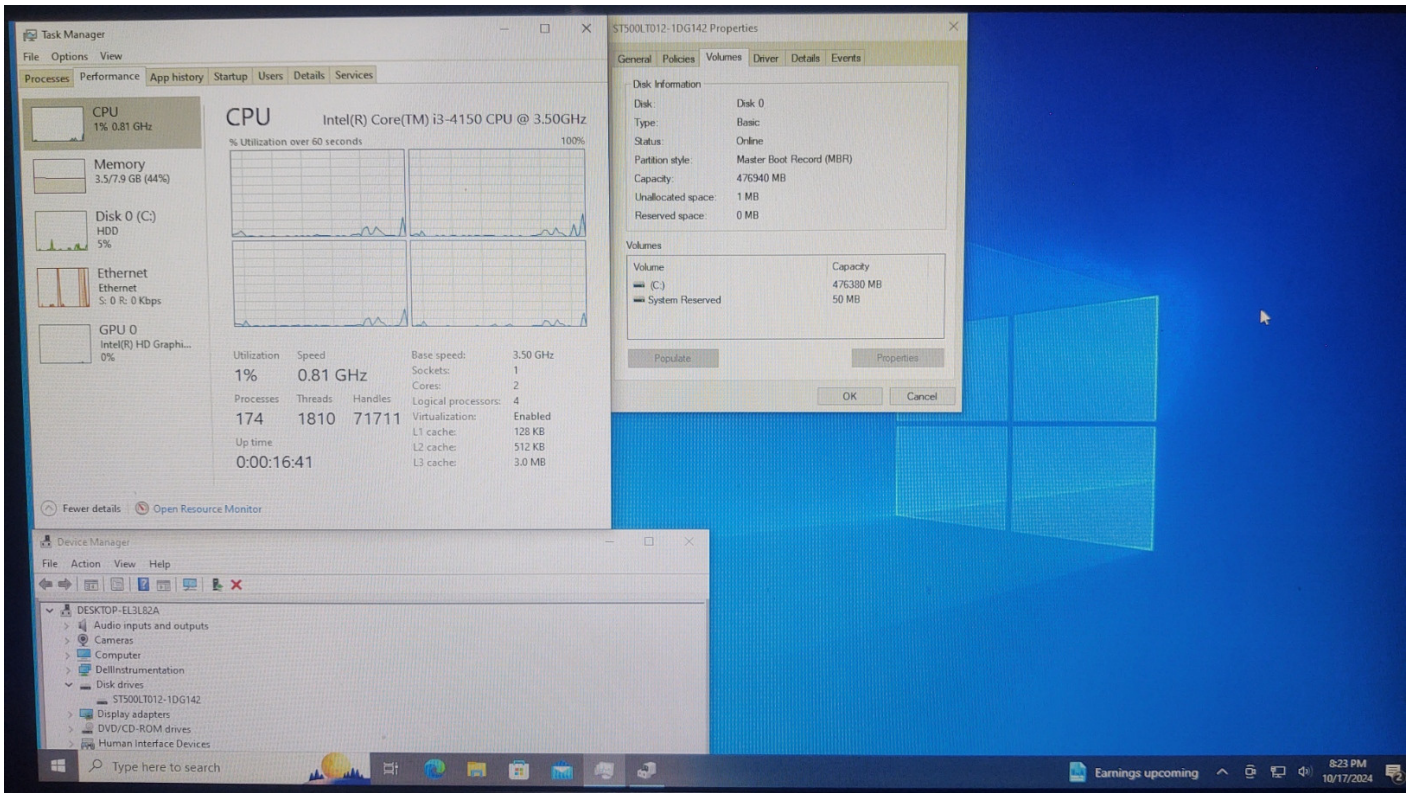 Task Manager
File Options View
Processes Performance App history Startup Users Details Services
CPU
1% 0.81 GHz
Memory
3.5/7.9 GB (44%)
Disk 0 (C:)
HDD
5%
Ethernet
Ethernet
S: 0 R: 0 Kbps
GPU 0
Intel(R) HD Graphi...
0%
CPU Intel(R) Core(TM) i3-4150 CPU @ 3.50GHz
% Utilization over 60 seconds 100%
Utilization Speed
1% 0.81 GHz
Processes Threads Handles
174 1810 71711
Up time
0:00:16:41
Base speed: 3.50 GHz
Sockets: 1
Cores: 2
Logical processors: 4
Virtualization: Enabled
L1 cache: 128 KB
L2 cache: 512 KB
L3 cache: 3.0 MB
Fewer details Open Resource Monitor
ST500LT012-1DG142 Properties
General Policies Volumes Driver Details Events
Disk Information
Disk: Disk 0
Type: Basic
Status: Online
Partition style: Master Boot Record (MBR)
Capacity: 476940 MB
Unallocated space: 1 MB
Reserved space: 0 MB
Volumes
Volume Capacity
(C:) 476380 MB
System Reserved 50 MB
Populate Properties
OK Cancel
Device Manager
File Action View Help
DESKTOP-EL3L82A
Audio inputs and outputs
Cameras
Computer
DellInstrumentation
Disk drives
ST500LT012-1DG142
Display adapters
DVD/CD-ROM drives
Human Interface Devices
Type here to search
Earnings upcoming
8:23 PM
10/17/2024
2